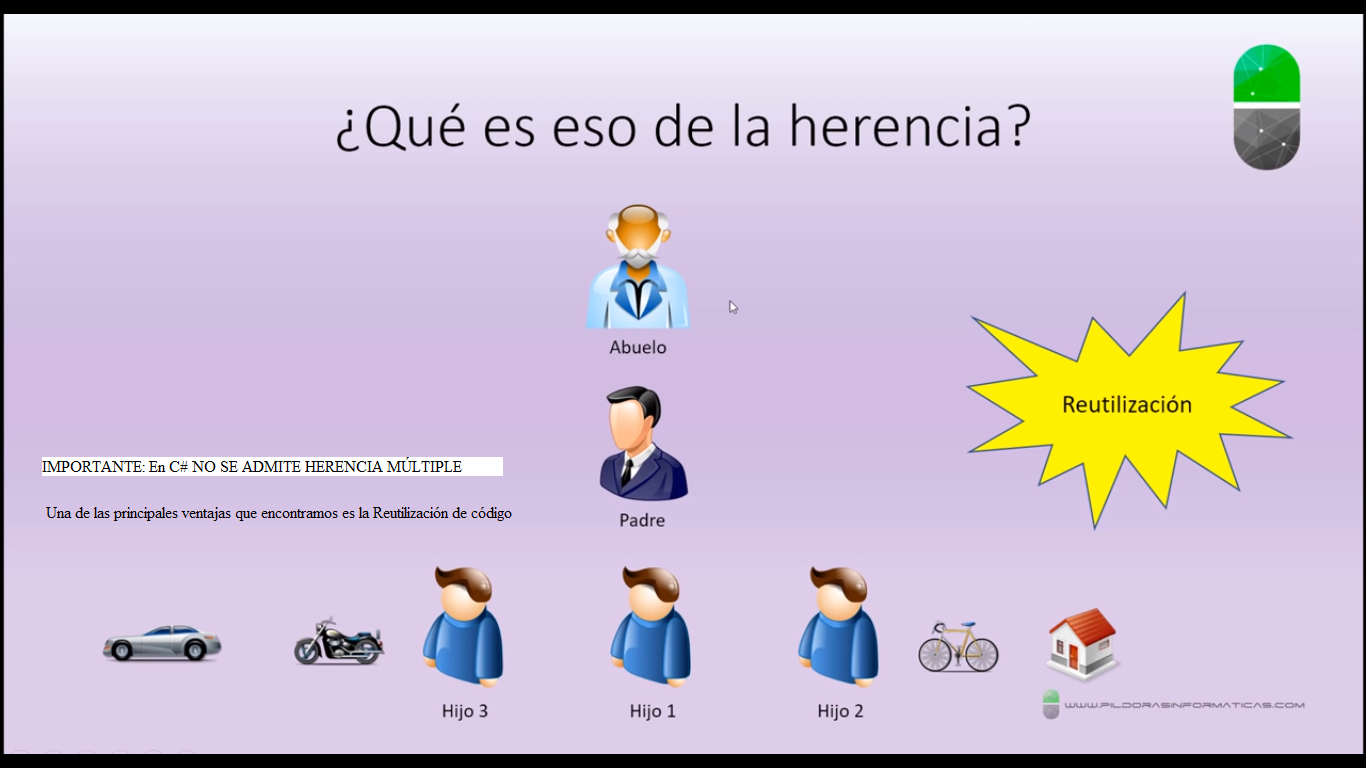 ¿Qué es eso de la herencia?
Abuelo
Reutilización
Padre
IMPORTANTE: En C# NO SE ADMITE HERENCIA MÚLTIPLE
Una de las principales ventajas que encontramos es la Reutilización de código
Hijo 3
Hijo 1
Hijo 2
WWW.PILDORASINFORMATICAS.COM